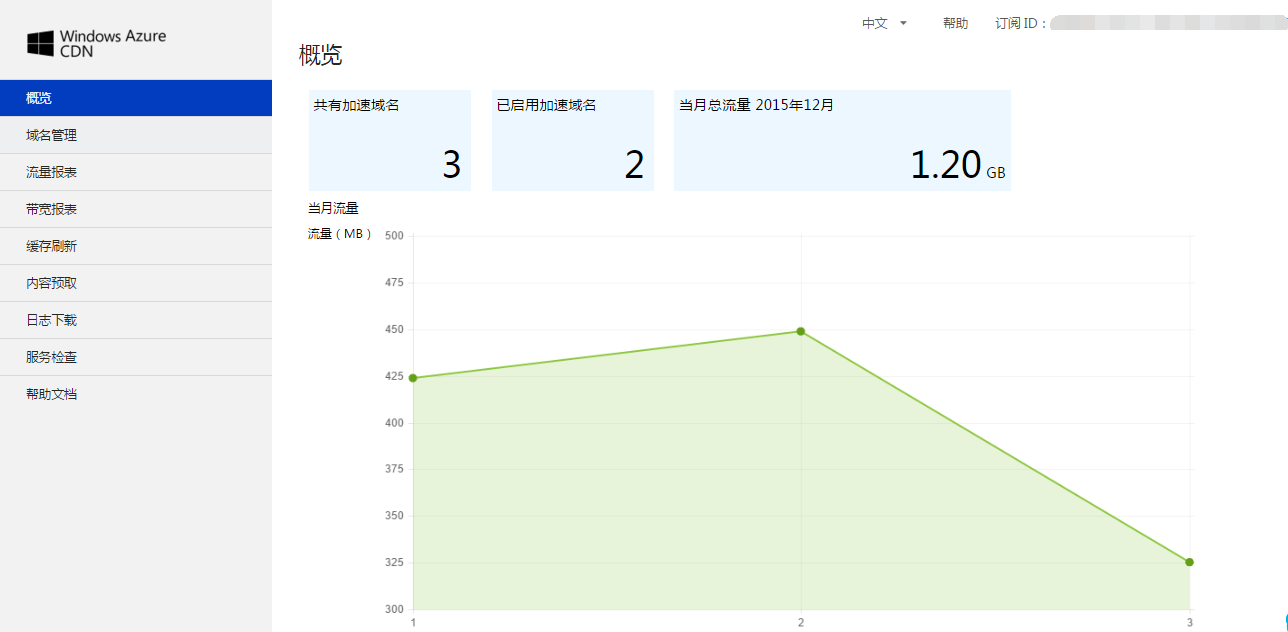 Windows Azure
CDN
中文 帮助 订阅 ID：
概览
概览
域名管理
流量报表
带宽报表
缓存刷新
内容预取
日志下载
服务检查
帮助文档
共有加速域名
3
已启用加速域名
2
当月总流量 2015年12月
1.20 GB
当月流量
流量（MB）
500
475
450
425
400
375
350
325
300
1 2 3